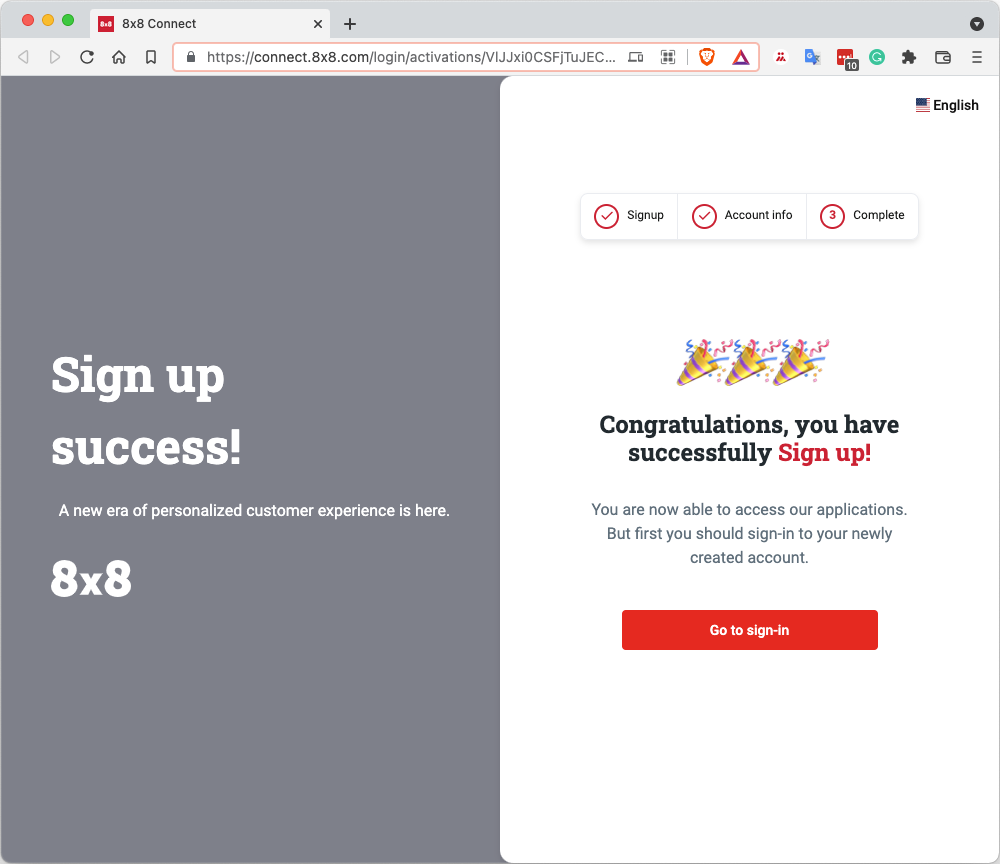 8x8 8x8 Connect
https://connect.8x8.com/login/activations/VlJJxi0CSFjTuJEC...
10
English
Signup
Account info
3 Complete
Sign up
success!
A new era of personalized customer experience is here.
8x8
Congratulations, you have
successfully Sign up!
You are now able to access our applications.
But first you should sign-in to your newly
created account.
Go to sign-in